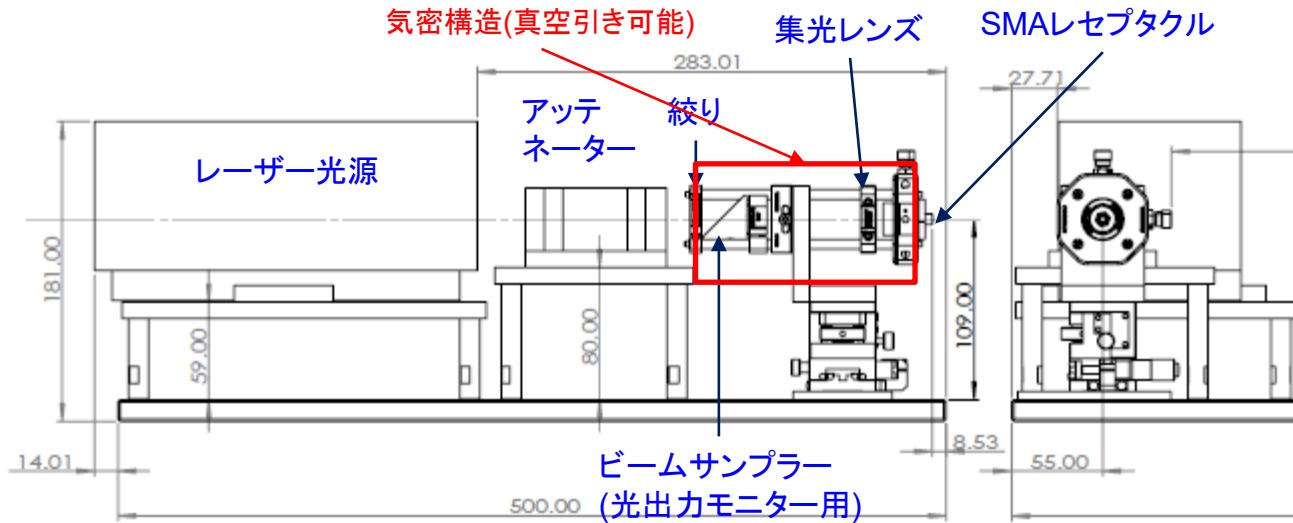 気密構造(真空引き可能)
集光レンズ
SMAレセプタクル
283.01
27.71
アッテ
ネーター
絞り
レーザー光源
181.00
59.00
80.00
109.00
14.01
8.53
55.00
ビームサンプラー
(光出力モニター用)
500.00